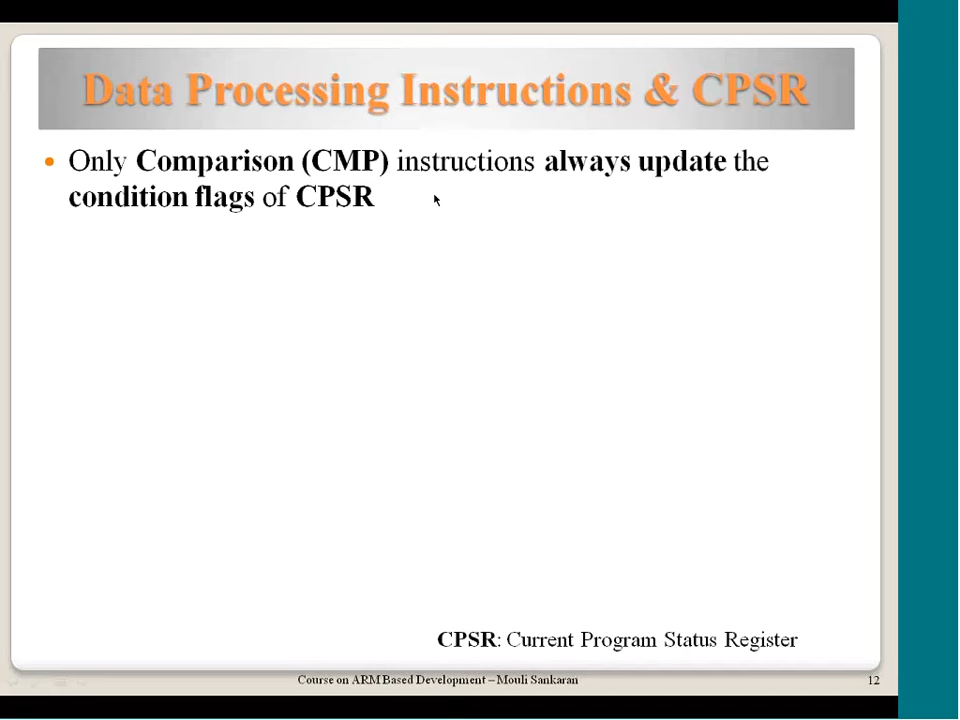 Data Processing Instructions & CPSR
• Only Comparison (CMP) instructions always update the
condition flags of CPSR
CPSR: Current Program Status Register
Course on ARM Based Development – Mouli Sankaran
12